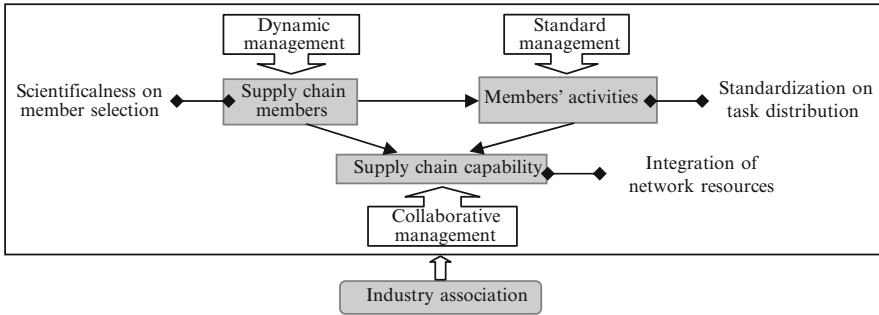 Dynamic
management
Standard
management
Scientificalness on
member selection
Supply chain
members
Members' activities
Standardization on
task distribution
Supply chain capability
Integration of
network resources
Collaborative
management
Industry association